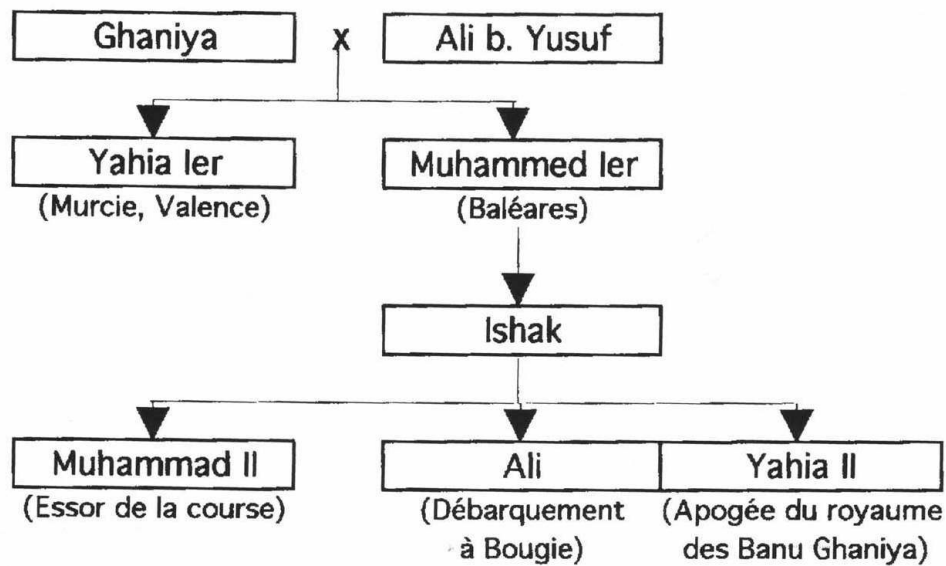 Ghaniya x Ali b. Yusuf
Yahia Ier Muhammed Ier
(Murcie, Valence) (Baléares)
Ishak
Muhammad II Ali Yahia II
(Essor de la course) (Débarquement (Apogée du royaume
à Bougie) des Banu Ghaniya)